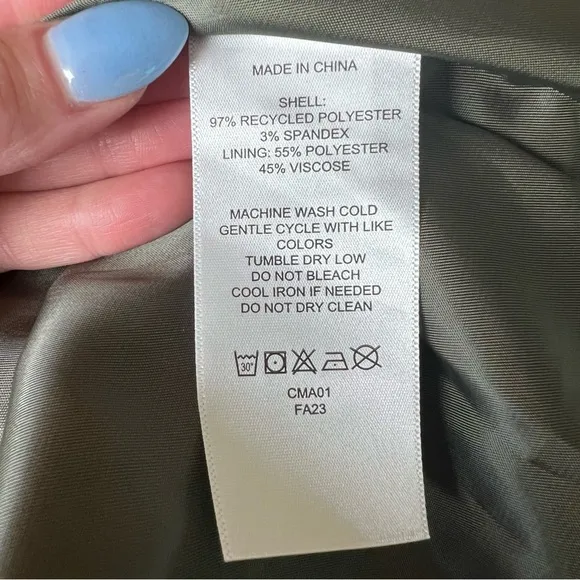 MADE IN CHINA
SHELL:
97% RECYCLED POLYESTER
3% SPANDEX
LINING: 55% POLYESTER
45% VISCOSE
MACHINE WASH COLD
GENTLE CYCLE WITH LIKE
COLORS
TUMBLE DRY LOW
DO NOT BLEACH
COOL IRON IF NEEDED
DO NOT DRY CLEAN
30°
CMA01
FA23